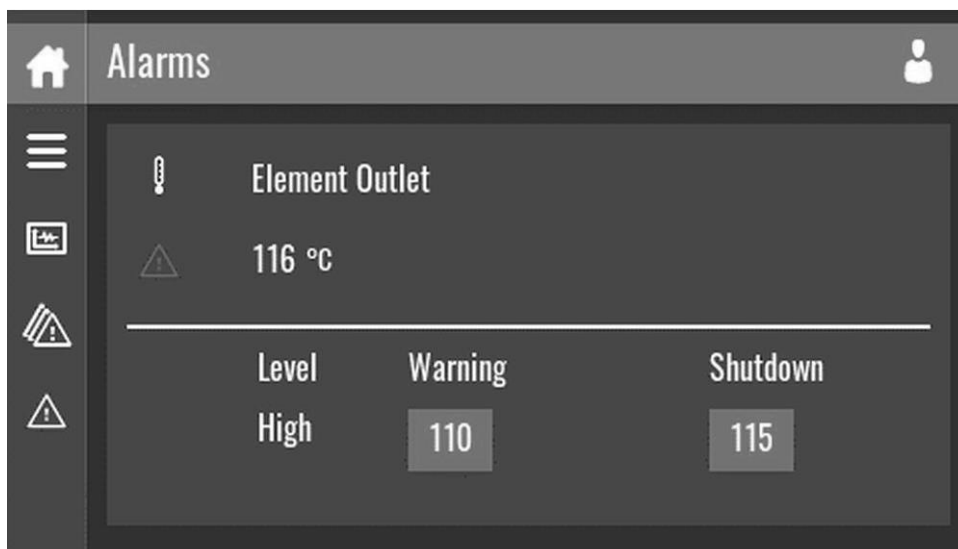 Alarms
Element Outlet
116 °C
Level Warning Shutdown
High 110 115